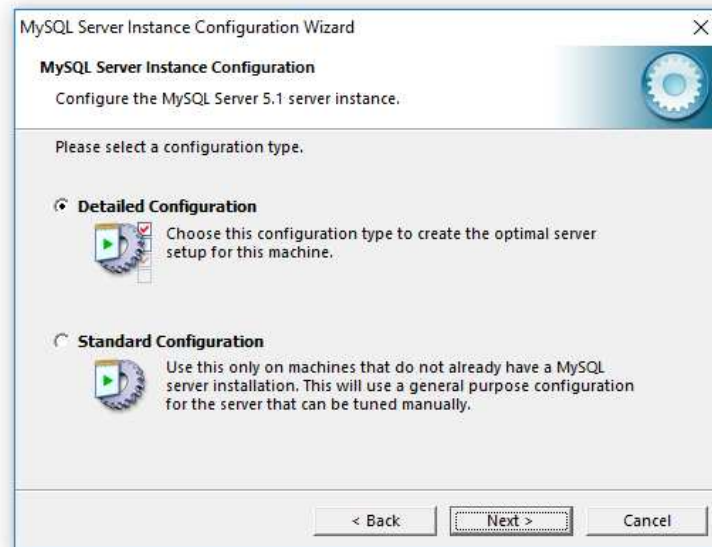 MySQL Server Instance Configuration Wizard
MySQL Server Instance Configuration
Configure the MySQL Server 5.1 server instance.
Please select a configuration type.
Detailed Configuration
Choose this configuration type to create the optimal server
setup for this machine.
Standard Configuration
Use this only on machines that do not already have a MySQL
server installation. This will use a general purpose configuration
for the server that can be tuned manually.
< Back Next > Cancel